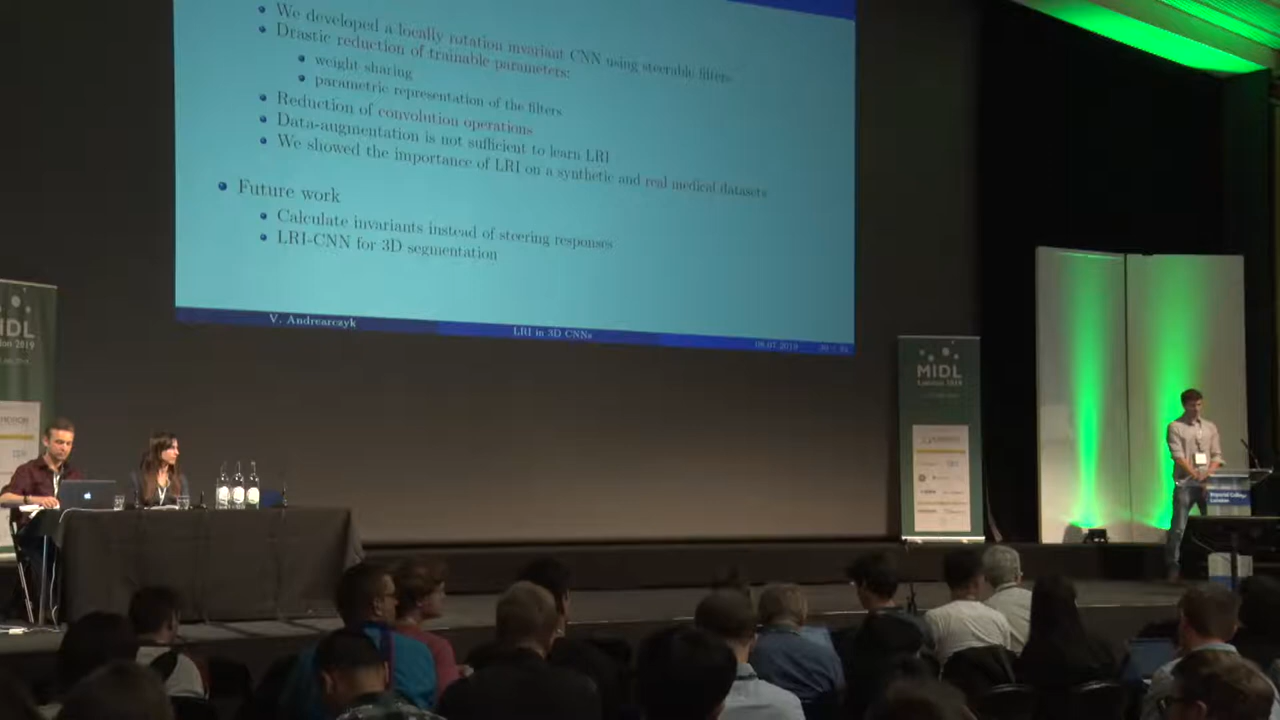 We developed a locally rotation invariant CNN using steerable filters
Drastic reduction of trainable parameters:
weight sharing
parametric representation of the filters
Reduction of convolution operations
Data-augmentation is not sufficient to learn LRI
We showed the importance of LRI on a synthetic and real medical datasets
Future work
Calculate invariants instead of steering responses
LRI-CNN for 3D segmentation
V. Andrearczyk
LRI in 3D CNNs
08.07.2019
MIDL
London 2019
Imperial College
London